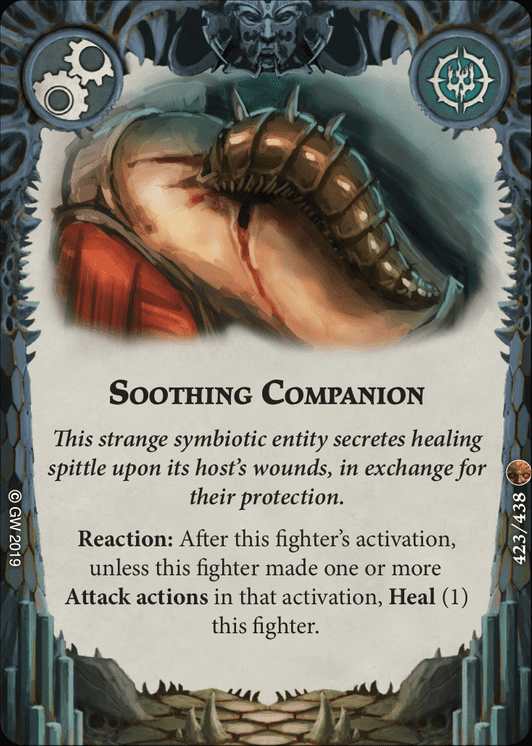 Soothing Companion
This strange symbiotic entity secretes healing
spittle upon its host's wounds, in exchange for
their protection.
Reaction: After this fighter's activation,
unless this fighter made one or more
Attack actions in that activation, Heal (1)
this fighter.
© GW 2019
423/438